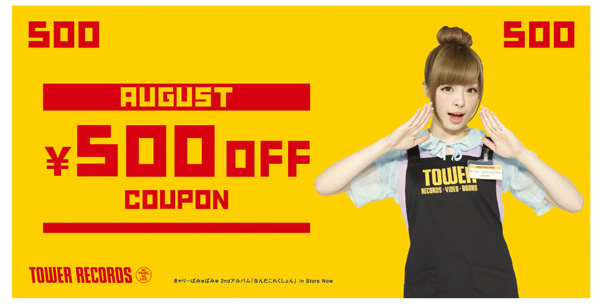 500
500
AUGUST
¥500 OFF
COUPON
TOWER
RECORDS・VIDEO・BOOKS
TOWER RECORDS
きゃりーぱみゅぱみゅ 2ndアルバム「なんだこれくしょん」 in Store Now